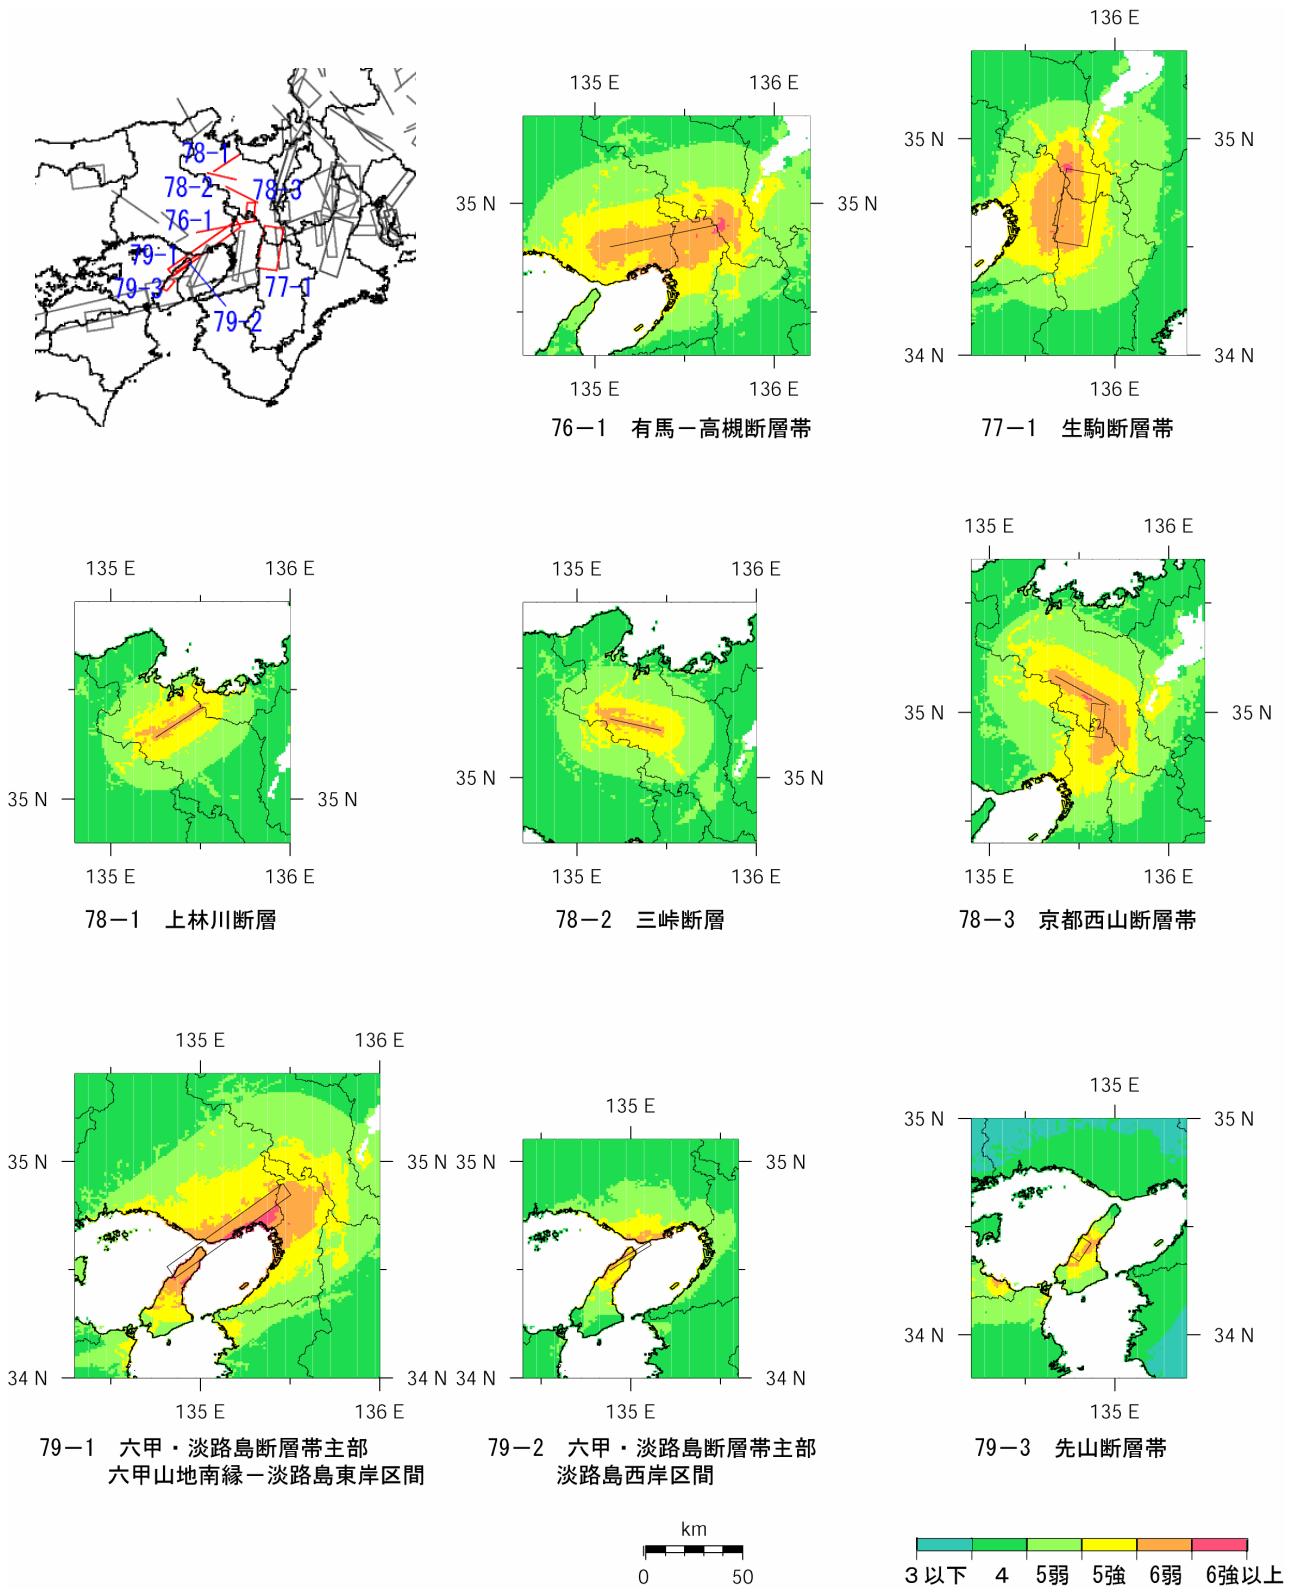 136 E
135 E 136 E
78-1
78-2
78-3
76-1
79-1
79-3
77-1
79-2
35 N 35 N
35 N 35 N
34 N 34 N
135 E 136 E
136 E
76－1 有馬－高槻断層帯
77－1 生駒断層帯
135 E 136 E
135 E 136 E
135 E 136 E
35 N 35 N
35 N
35 N 35 N
135 E 136 E
135 E 136 E
135 E 136 E
78－1 上林川断層
78－2 三峠断層
78－3 京都西山断層帯
135 E 136 E
135 E
135 E
35 N 35 N
35 N 35 N
35 N
34 N 34 N
34 N 34 N
34 N
135 E 136 E
135 E
135 E
79－1 六甲・淡路島断層帯主部
六甲山地南縁－淡路島東岸区間
79－2 六甲・淡路島断層帯主部
淡路島西岸区間
79－3 先山断層帯
km
0 50
3以下 4 5弱 5強 6弱 6強以上